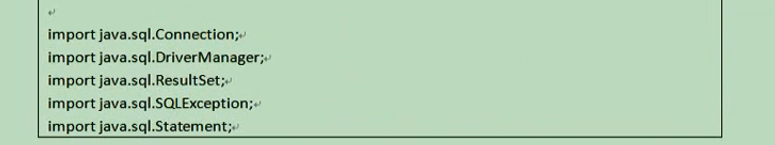 import java.sql.Connection;
import java.sql.DriverManager;
import java.sql.ResultSet;
import java.sql.SQLException;
import java.sql.Statement;